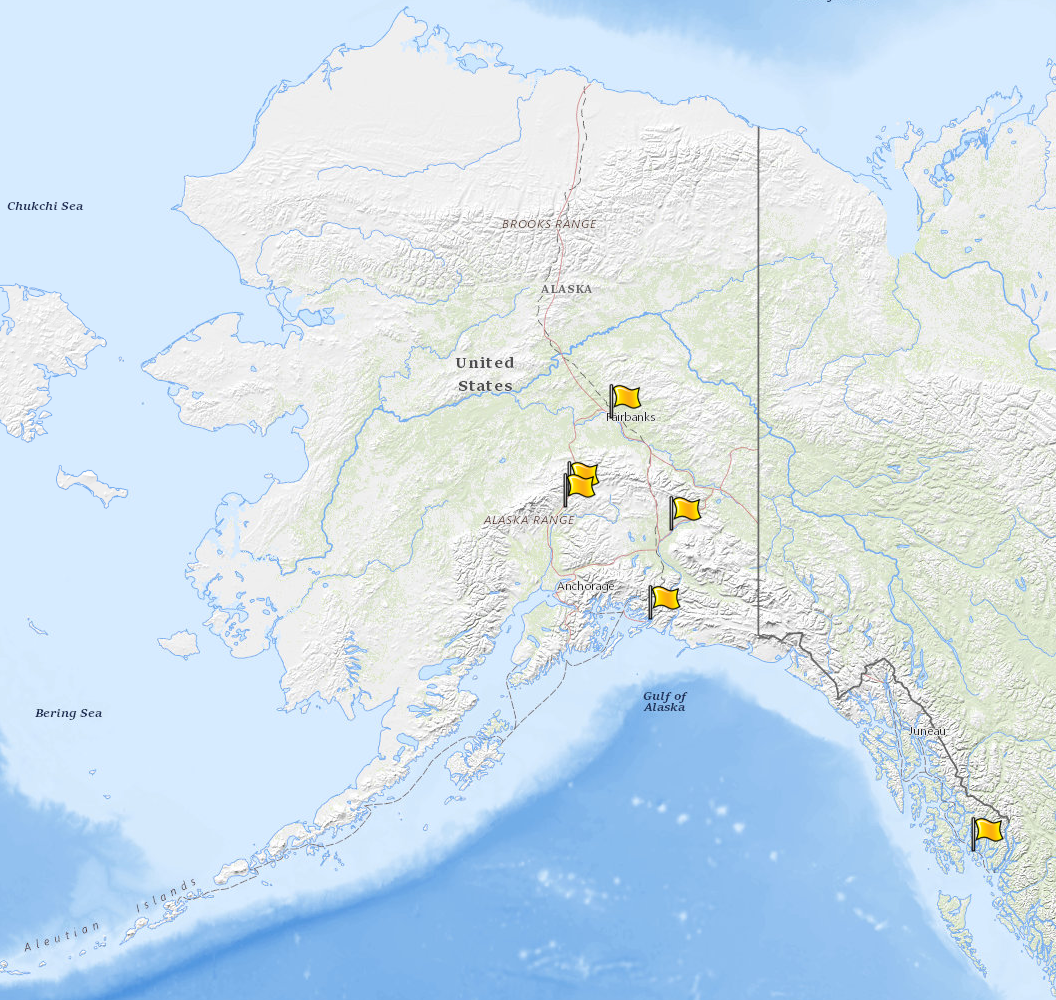 Chukchi Sea
BROOKS RANGE
ALASKA
United
States
Fairbanks
ALASKA RANGE
Anchorage
Gulf of
Alaska
Bering Sea
Juneau
Aleutian Islands